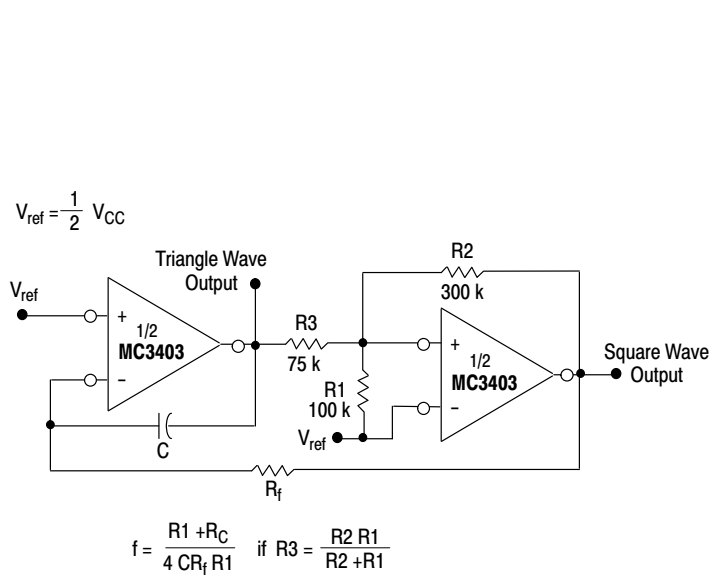 V_ref = 1/2 V_CC
Triangle Wave
Output
V_ref
+
1/2
MC3403
−
C
R_f
R3
75 k
R2
300 k
R1
100 k
V_ref
+
1/2
MC3403
−
Square Wave
Output
f = (R1 +R_C) / (4 CR_f R1) if R3 = (R2 R1) / (R2 +R1)